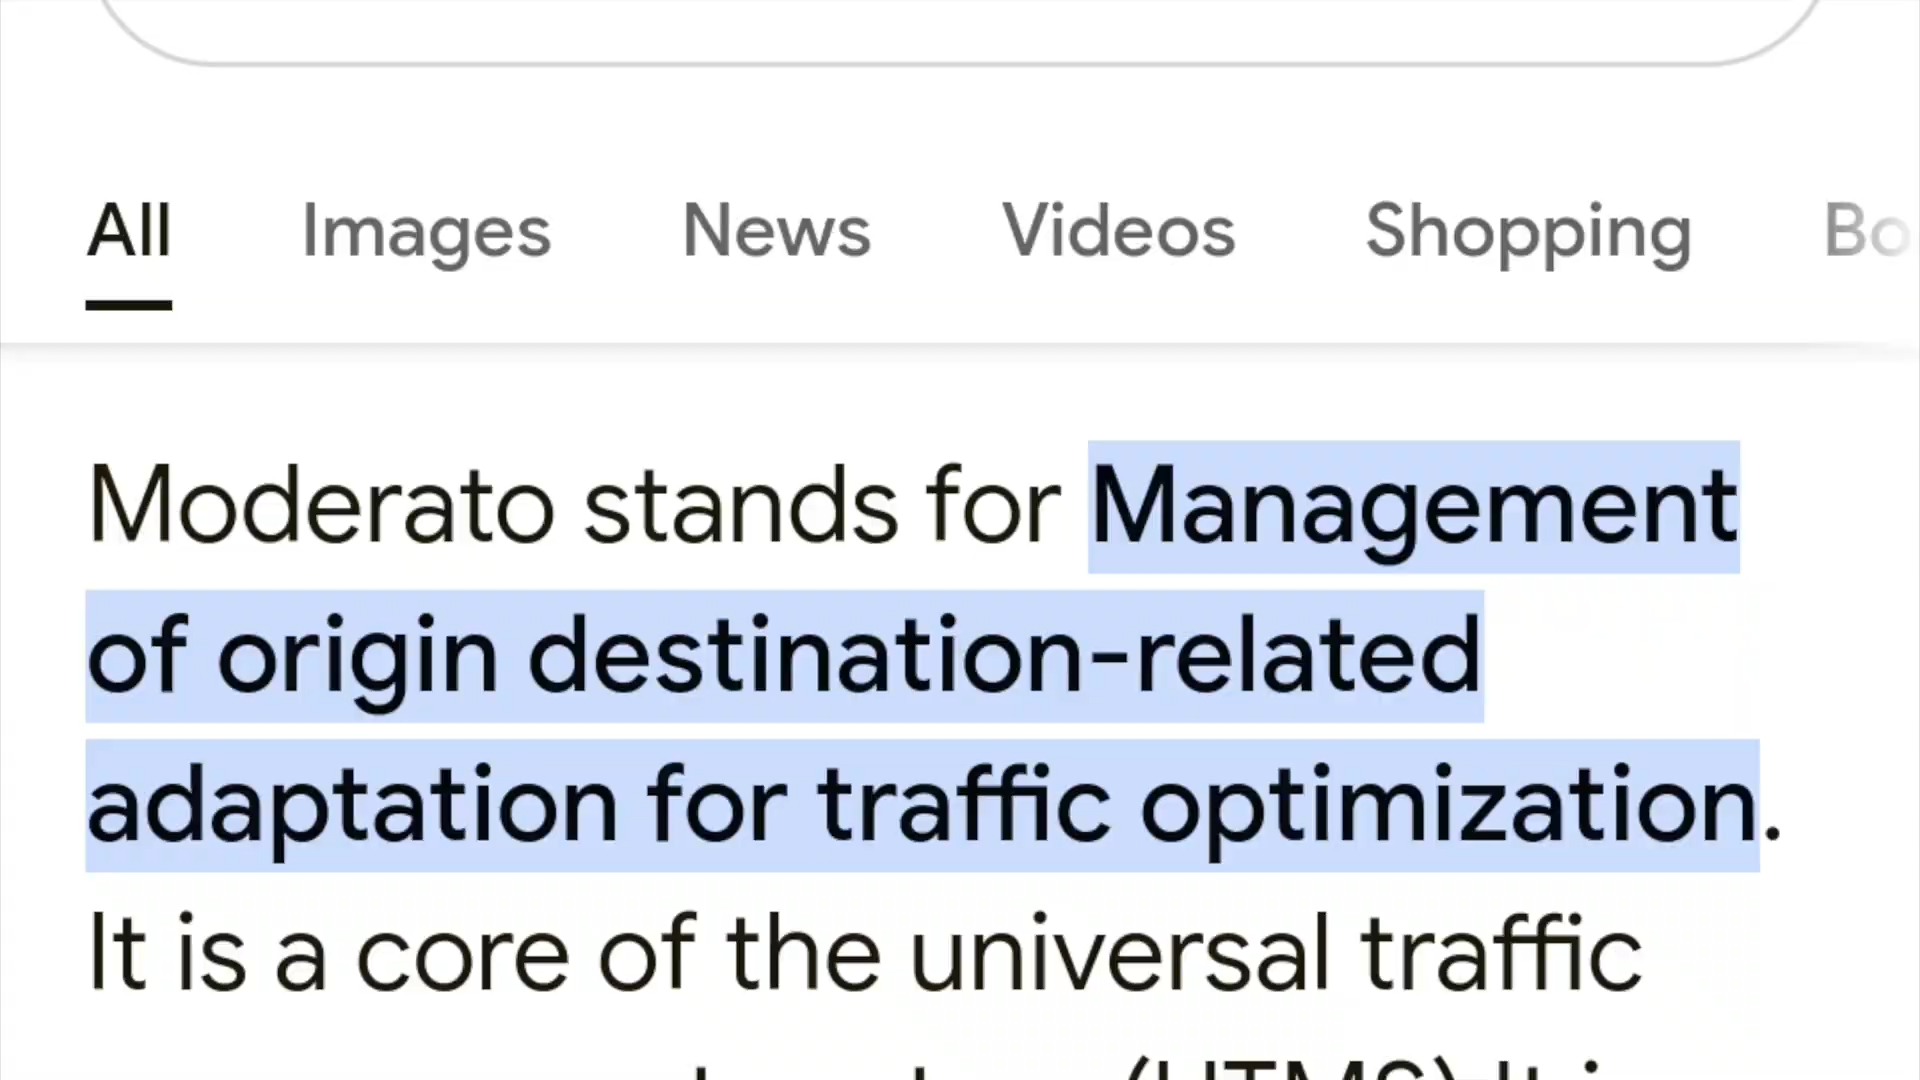 All Images News Videos Shopping Bo
Moderato stands for Management
of origin destination-related
adaptation for traffic optimization.
It is a core of the universal traffic